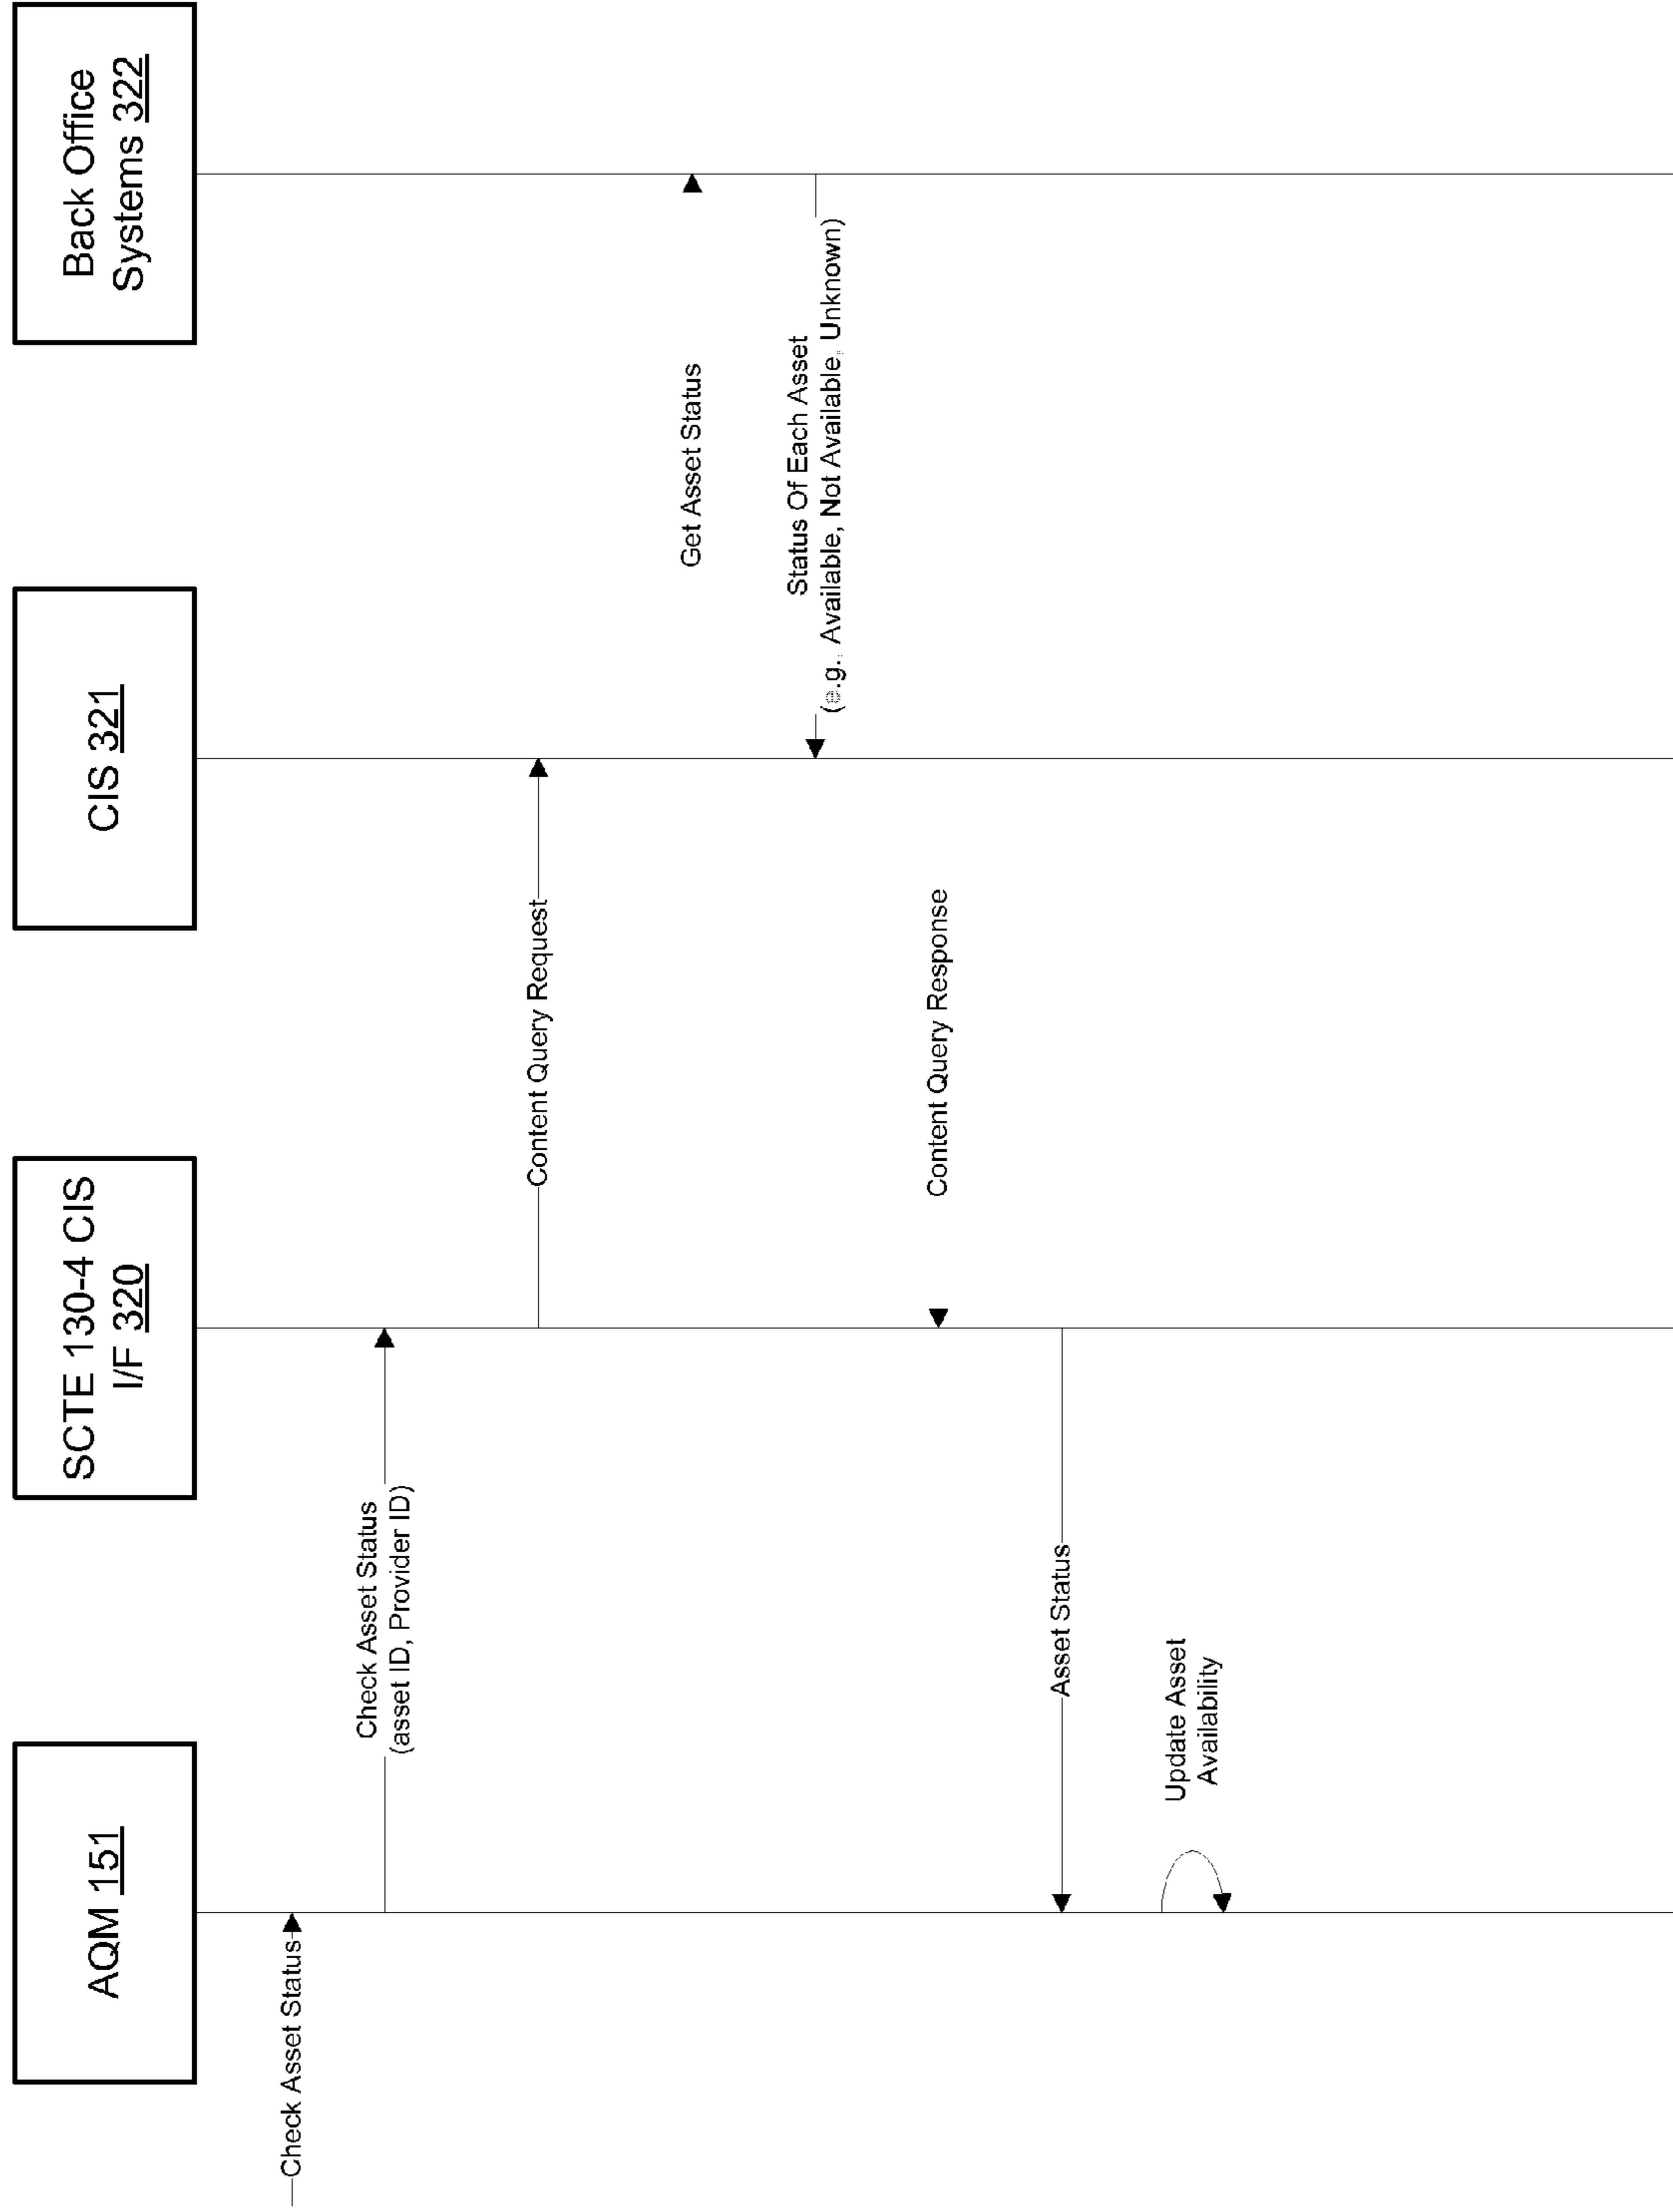 AQM 151
SCTE 130-4 CIS
I/F 320
CIS 321
Back Office
Systems 322
Check Asset Status
Check Asset Status
(asset ID, Provider ID)
Content Query Request
Get Asset Status
Status Of Each Asset
(e.g., Available, Not Available, Unknown)
Content Query Response
Asset Status
Update Asset
Availability